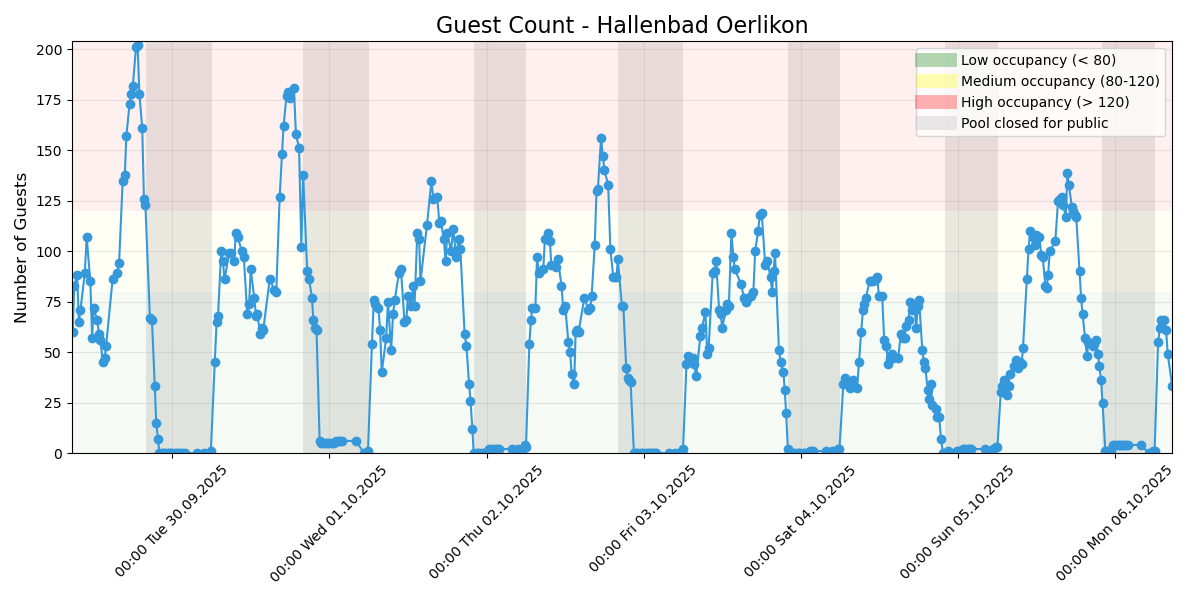 Guest Count - Hallenbad Oerlikon
Number of Guests
200
175
150
125
100
75
50
25
0
Low occupancy (< 80)
Medium occupancy (80-120)
High occupancy (> 120)
Pool closed for public
00:00 Tue 30.09.2025
00:00 Wed 01.10.2025
00:00 Thu 02.10.2025
00:00 Fri 03.10.2025
00:00 Sat 04.10.2025
00:00 Sun 05.10.2025
00:00 Mon 06.10.2025